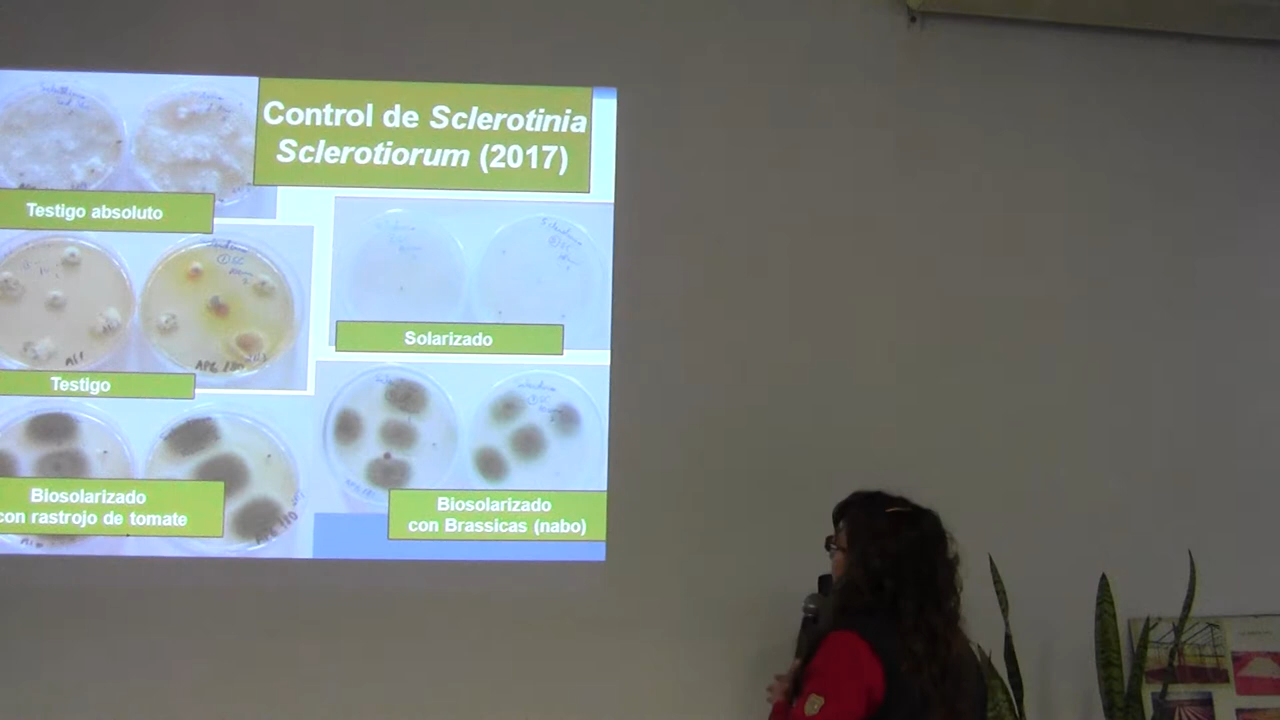 Control de Sclerotinia
Sclerotiorum (2017)
Testigo absoluto
Solarizado
Testigo
Biosolarizado
con rastrojo de tomate
Biosolarizado
con Brassicas (nabo)